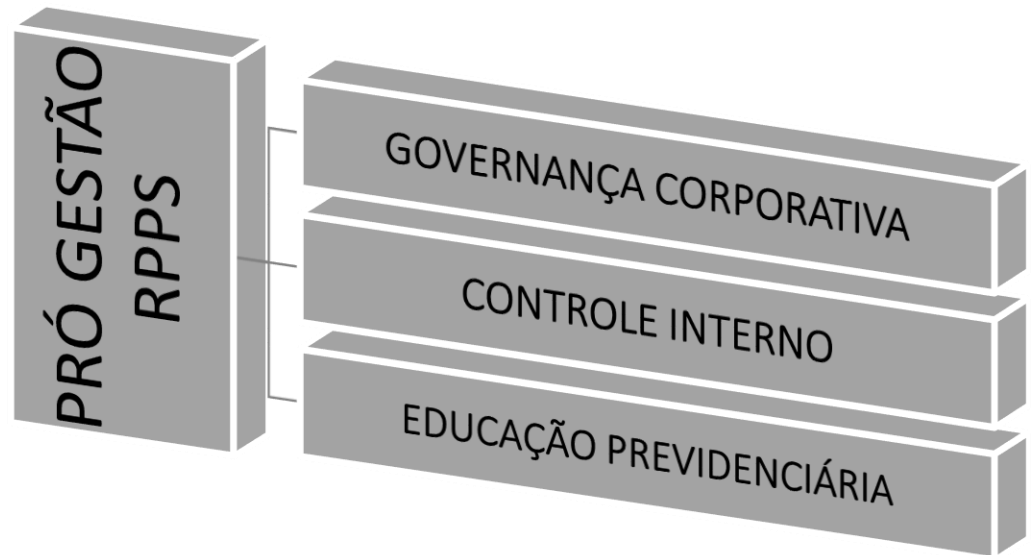 PRÓ GESTÃO
RPPS
GOVERNANÇA CORPORATIVA
CONTROLE INTERNO
EDUCAÇÃO PREVIDENCIÁRIA